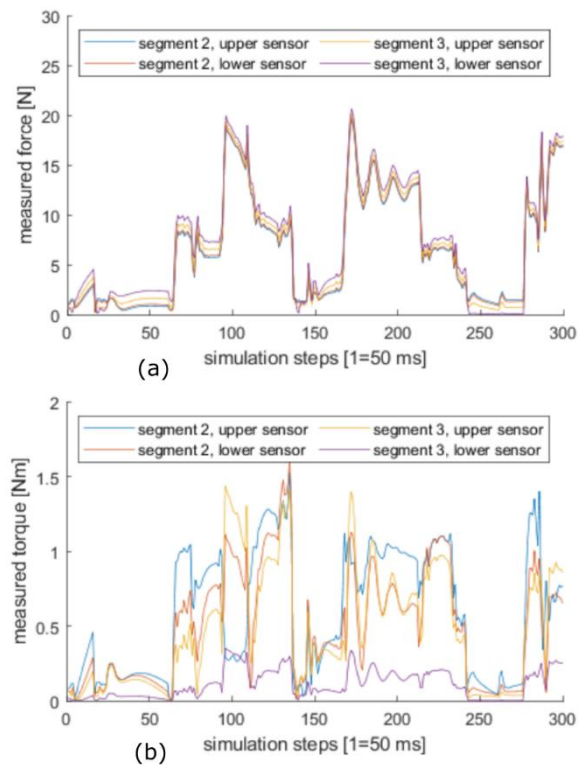 30
25
20
15
10
5
0
measured force [N]
segment 2, upper sensor segment 3, upper sensor
segment 2, lower sensor segment 3, lower sensor
0 50 100 150 200 250 300
simulation steps [1=50 ms]
(a)
2
1.5
1
0.5
0
measured torque [Nm]
segment 2, upper sensor segment 3, upper sensor
segment 2, lower sensor segment 3, lower sensor
0 50 100 150 200 250 300
simulation steps [1=50 ms]
(b)